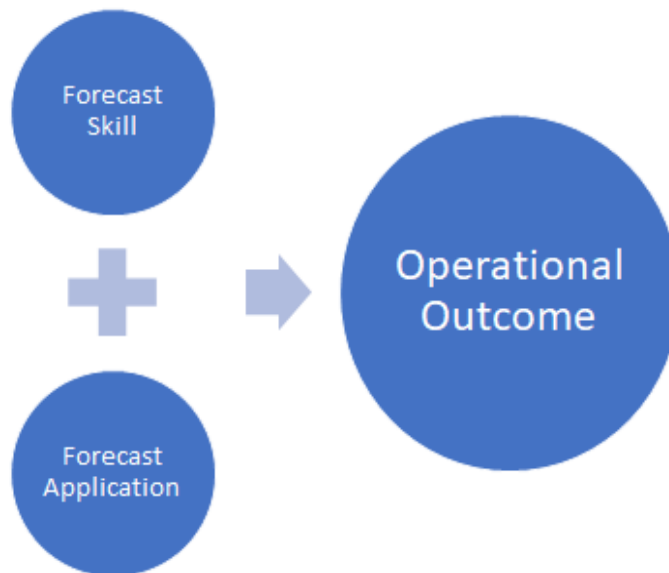 Forecast
Skill
Operational
Outcome
Forecast
Application